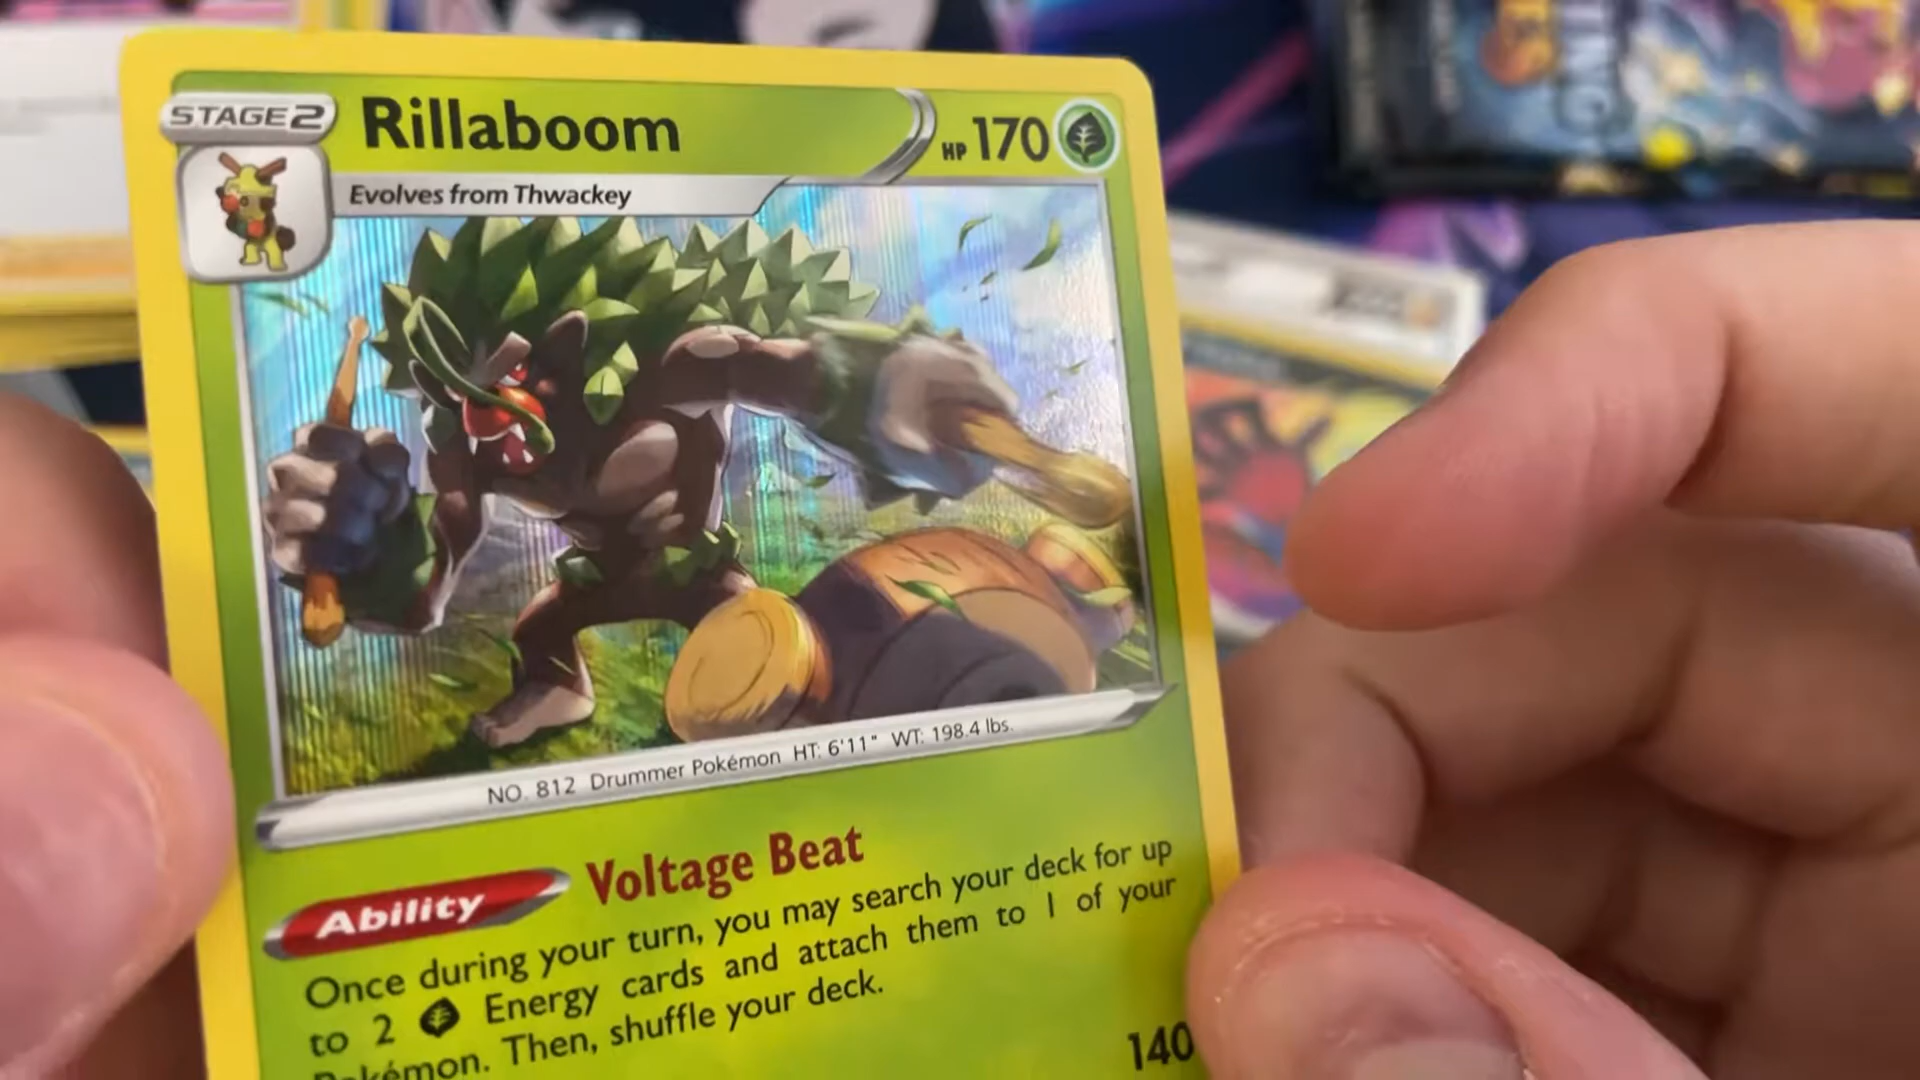 STAGE2
Rillaboom
HP 170
Evolves from Thwackey
NO. 812 Drummer Pokémon HT: 6'11" WT: 198.4 lbs.
Ability Voltage Beat
Once during your turn, you may search your deck for up
to 2 Energy cards and attach them to 1 of your
Pokémon. Then, shuffle your deck.
140